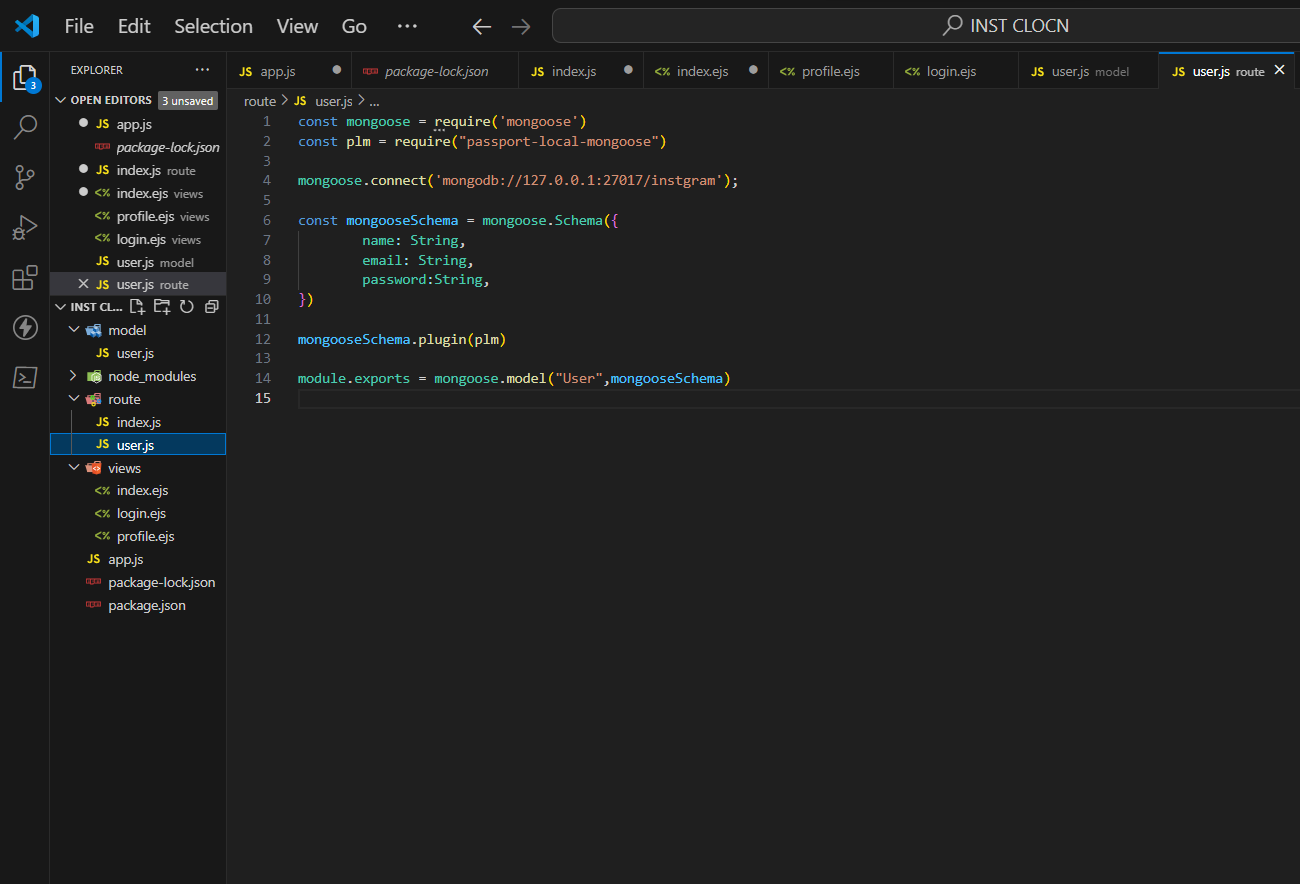 File Edit Selection View Go ··· INST CLOCN
EXPLORER ···
JS app.js package-lock.json JS index.js <% index.ejs <% profile.ejs <% login.ejs JS user.js model JS user.js route
OPEN EDITORS 3 unsaved
JS app.js
package-lock.json
JS index.js route
<% index.ejs views
<% profile.ejs views
<% login.ejs views
JS user.js model
JS user.js route
INST CL...
model
JS user.js
node_modules
route
JS index.js
JS user.js
views
<% index.ejs
<% login.ejs
<% profile.ejs
JS app.js
package-lock.json
package.json
3
route > JS user.js > ...
1 const mongoose = require('mongoose')
2 const plm = require("passport-local-mongoose")
3
4 mongoose.connect('mongodb://127.0.0.1:27017/instgram');
5
6 const mongooseSchema = mongoose.Schema({
7 name: String,
8 email: String,
9 password:String,
10 })
11
12 mongooseSchema.plugin(plm)
13
14 module.exports = mongoose.model("User",mongooseSchema)
15